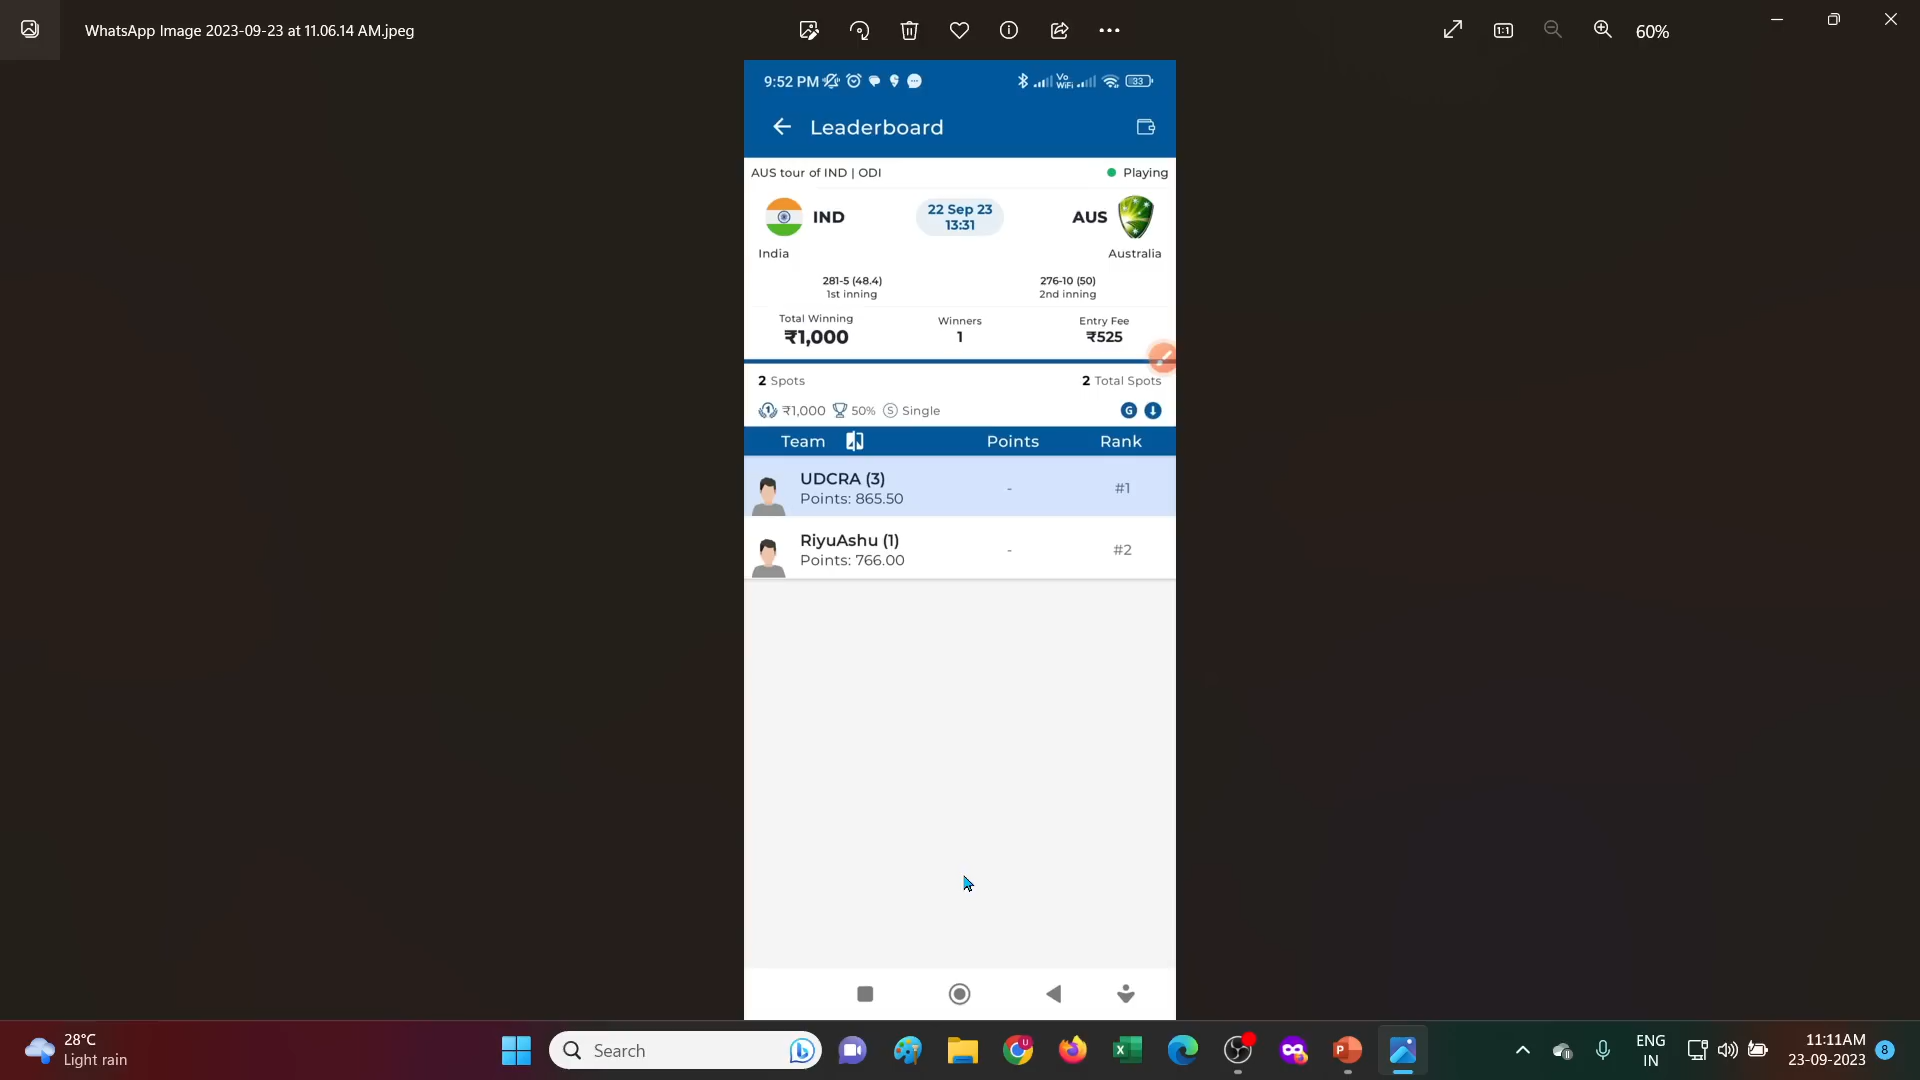 WhatsApp Image 2023-09-23 at 11.06.14 AM.jpeg
60%
9:52 PM
Vo
WiFi
33
Leaderboard
AUS tour of IND | ODI
Playing
IND
22 Sep 23
13:31
AUS
India
Australia
281-5 (48.4)
276-10 (50)
1st inning
2nd inning
Total Winning
Winners
Entry Fee
₹1,000
1
₹525
2 Spots
2 Total Spots
₹1,000
50%
S Single
G
Team
Points
Rank
UDCRA (3)
Points: 865.50
-
#1
RiyuAshu (1)
Points: 766.00
-
#2
28°C
Light rain
Search
ENG
IN
11:11AM
23-09-2023
8